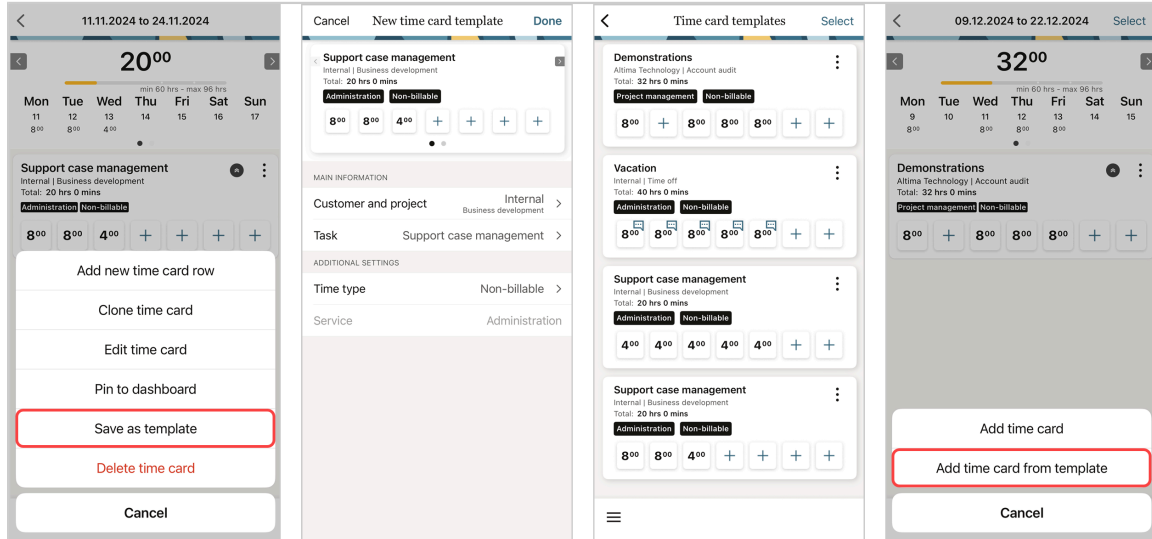 11.11.2024 to 24.11.2024
20⁰⁰
min 60 hrs - max 96 hrs
Mon Tue Wed Thu Fri Sat Sun
11 12 13 14 15 16 17
8⁰⁰ 8⁰⁰ 4⁰⁰
Support case management
Internal | Business development
Total: 20 hrs 0 mins
Administration Non-billable
8⁰⁰ 8⁰⁰ 4⁰⁰ + + + +
Add new time card row
Clone time card
Edit time card
Pin to dashboard
Save as template
Delete time card
Cancel
Cancel New time card template Done
Support case management
Internal | Business development
Total: 20 hrs 0 mins
Administration Non-billable
8⁰⁰ 8⁰⁰ 4⁰⁰ + + + +
MAIN INFORMATION
Customer and project Internal
Business development
Task Support case management
ADDITIONAL SETTINGS
Time type Non-billable
Service Administration
Time card templates Select
Demonstrations
Altima Technology | Account audit
Total: 32 hrs 0 mins
Project management Non-billable
8⁰⁰ + 8⁰⁰ 8⁰⁰ 8⁰⁰ + +
Vacation
Internal | Time off
Total: 40 hrs 0 mins
Administration Non-billable
8⁰⁰ 8⁰⁰ 8⁰⁰ 8⁰⁰ 8⁰⁰ + +
Support case management
Internal | Business development
Total: 20 hrs 0 mins
Administration Non-billable
4⁰⁰ 4⁰⁰ 4⁰⁰ 4⁰⁰ 4⁰⁰ + +
Support case management
Internal | Business development
Total: 20 hrs 0 mins
Administration Non-billable
8⁰⁰ 8⁰⁰ 4⁰⁰ + + + +
09.12.2024 to 22.12.2024 Select
32⁰⁰
min 60 hrs - max 96 hrs
Mon Tue Wed Thu Fri Sat Sun
9 10 11 12 13 14 15
8⁰⁰ 8⁰⁰ 8⁰⁰ 8⁰⁰
Demonstrations
Altima Technology | Account audit
Total: 32 hrs 0 mins
Project management Non-billable
8⁰⁰ + 8⁰⁰ 8⁰⁰ 8⁰⁰ + +
Add time card
Add time card from template
Cancel